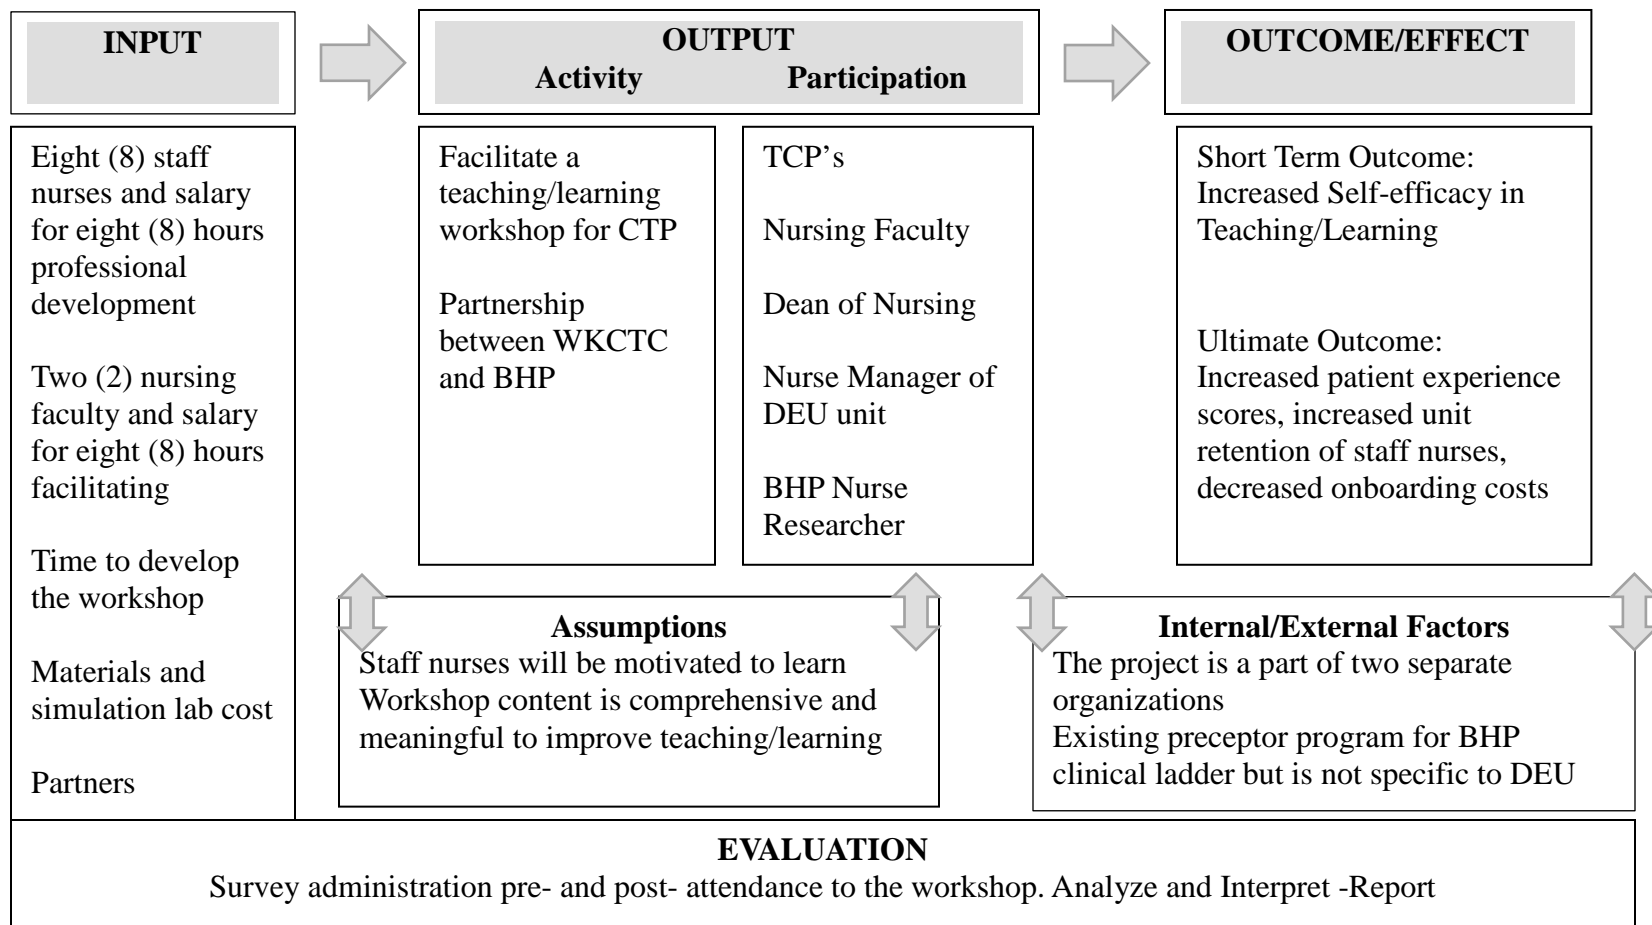 INPUT
OUTPUT
Activity Participation
OUTCOME/EFFECT
Eight (8) staff
nurses and salary
for eight (8) hours
professional
development
Two (2) nursing
faculty and salary
for eight (8) hours
facilitating
Time to develop
the workshop
Materials and
simulation lab cost
Partners
Facilitate a
teaching/learning
workshop for CTP
Partnership
between WKCTC
and BHP
TCP’s
Nursing Faculty
Dean of Nursing
Nurse Manager of
DEU unit
BHP Nurse
Researcher
Short Term Outcome:
Increased Self-efficacy in
Teaching/Learning
Ultimate Outcome:
Increased patient experience
scores, increased unit
retention of staff nurses,
decreased onboarding costs
Assumptions
Staff nurses will be motivated to learn
Workshop content is comprehensive and
meaningful to improve teaching/learning
Internal/External Factors
The project is a part of two separate
organizations
Existing preceptor program for BHP
clinical ladder but is not specific to DEU
EVALUATION
Survey administration pre- and post- attendance to the workshop. Analyze and Interpret -Report